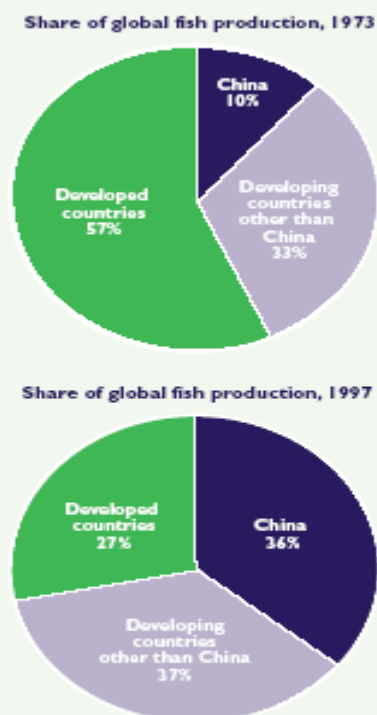 Share of global fish production, 1973
China
10%
Developing
countries
other than
China
33%
Developed
countries
57%
Share of global fish production, 1997
Developed
countries
27%
China
36%
Developing
countries
other than China
37%